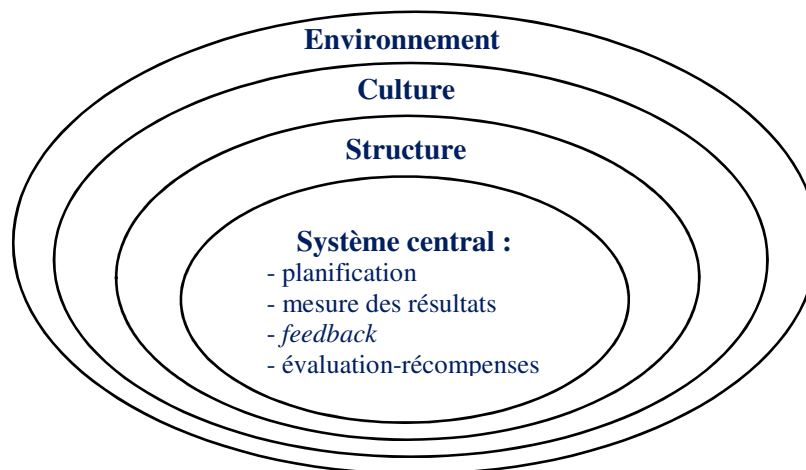 Environnement
Culture
Structure
Système central :
- planification
- mesure des résultats
- feedback
- évaluation-récompenses